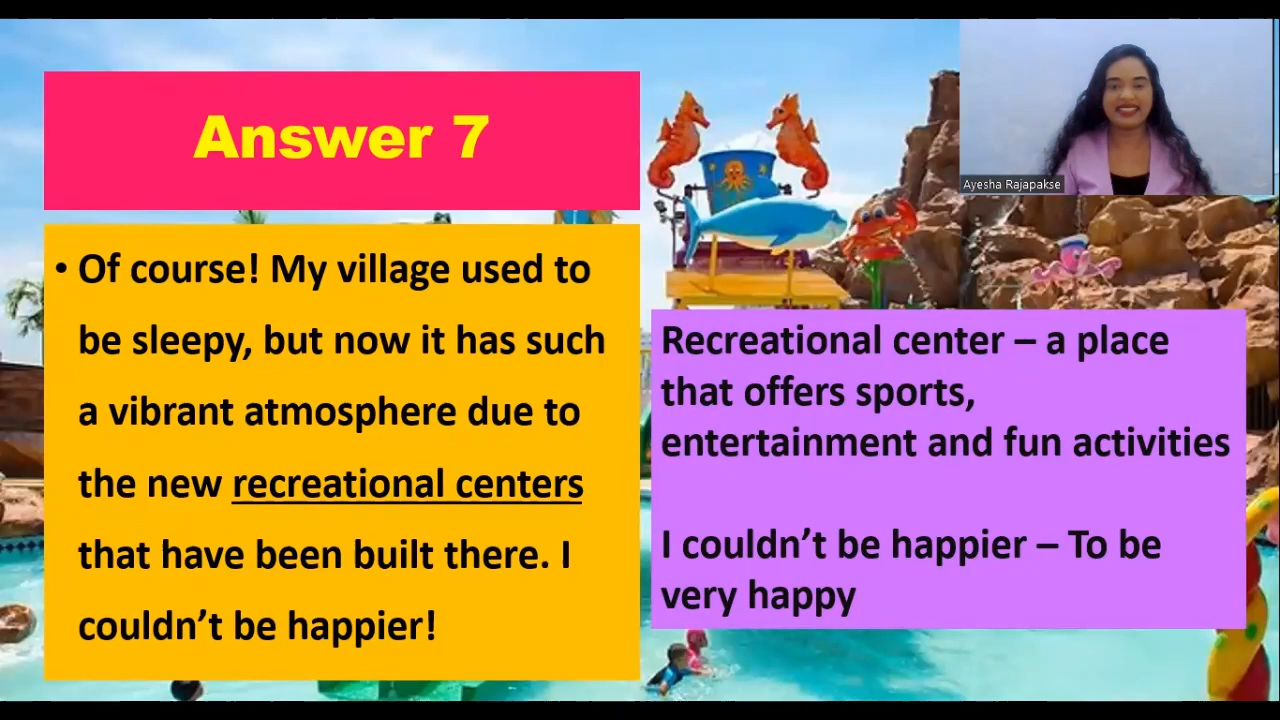 Answer 7
• Of course! My village used to
be sleepy, but now it has such
a vibrant atmosphere due to
the new recreational centers
that have been built there. I
couldn’t be happier!
Ayesha Rajapakse
Recreational center – a place
that offers sports,
entertainment and fun activities
I couldn’t be happier – To be
very happy